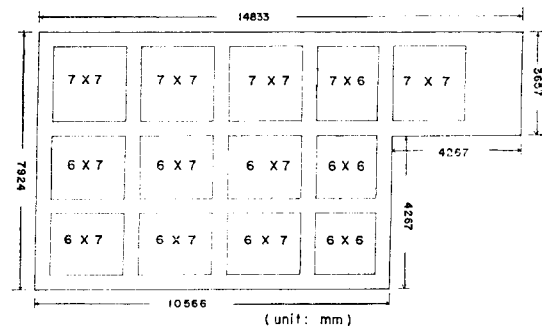 14833
7 X 7 7 X 7 7 X 7 7 X 6 7 X 7
3657
4267
7924
6 X 7 6 X 7 6 X 7 6 X 6
4267
6 X 7 6 X 7 6 X 7 6 X 6
10566
(unit: mm)